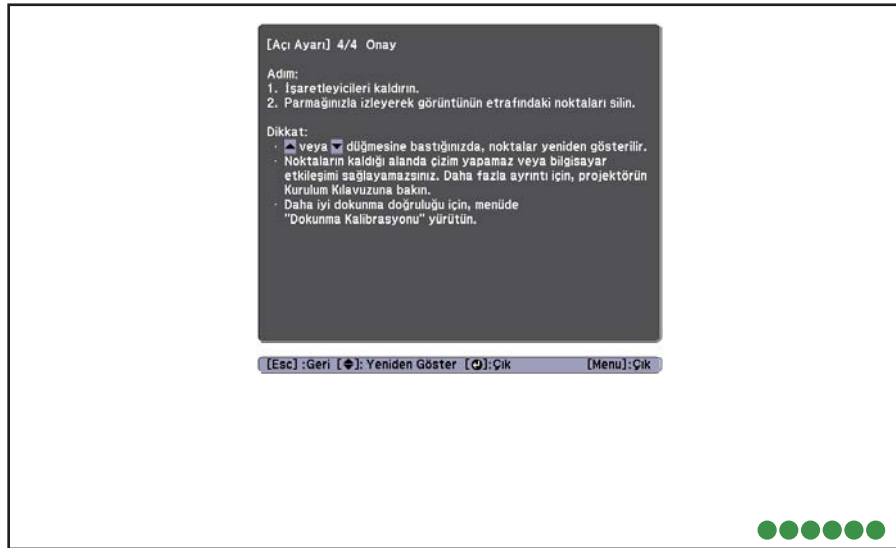 [Açı Ayarı] 4/4 Onay
Adım:
1. İşaretleyicileri kaldırın.
2. Parmağınızla izleyerek görüntünün etrafındaki noktaları silin.
Dikkat:
· ▲ veya ▼ düğmesine bastığınızda, noktalar yeniden gösterilir.
· Noktaların kaldığı alanda çizim yapamaz veya bilgisayar
etkileşimi sağlayamazsınız. Daha fazla ayrıntı için, projektörün
Kurulum Kılavuzuna bakın.
· Daha iyi dokunma doğruluğu için, menüde
"Dokunma Kalibrasyonu" yürütün.
[Esc] :Geri [◆]: Yeniden Göster [⏎]:Çık [Menu]:Çık